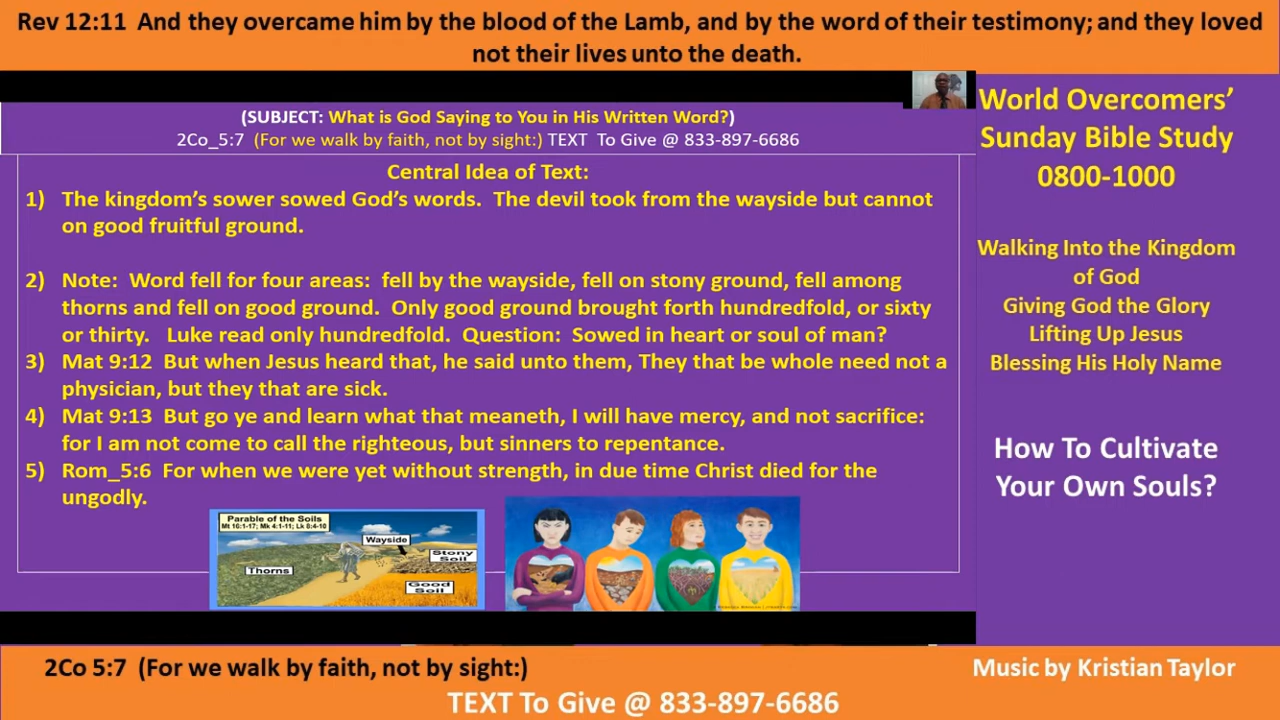 Rev 12:11 And they overcame him by the blood of the Lamb, and by the word of their testimony; and they loved
not their lives unto the death.
(SUBJECT: What is God Saying to You in His Written Word?)
2Co_5:7 (For we walk by faith, not by sight:) TEXT To Give @ 833-897-6686
Central Idea of Text:
1) The kingdom's sower sowed God's words. The devil took from the wayside but cannot
on good fruitful ground.
2) Note: Word fell for four areas: fell by the wayside, fell on stony ground, fell among
thorns and fell on good ground. Only good ground brought forth hundredfold, or sixty
or thirty. Luke read only hundredfold. Question: Sowed in heart or soul of man?
3) Mat 9:12 But when Jesus heard that, he said unto them, They that be whole need not a
physician, but they that are sick.
4) Mat 9:13 But go ye and learn what that meaneth, I will have mercy, and not sacrifice:
for I am not come to call the righteous, but sinners to repentance.
5) Rom_5:6 For when we were yet without strength, in due time Christ died for the
ungodly.
Parable of the Soils
Wayside
Stony
Soil
Thorns
Good
Soil
World Overcomers'
Sunday Bible Study
0800-1000
Walking Into the Kingdom
of God
Giving God the Glory
Lifting Up Jesus
Blessing His Holy Name
How To Cultivate
Your Own Souls?
2Co 5:7 (For we walk by faith, not by sight:)
Music by Kristian Taylor
TEXT To Give @ 833-897-6686